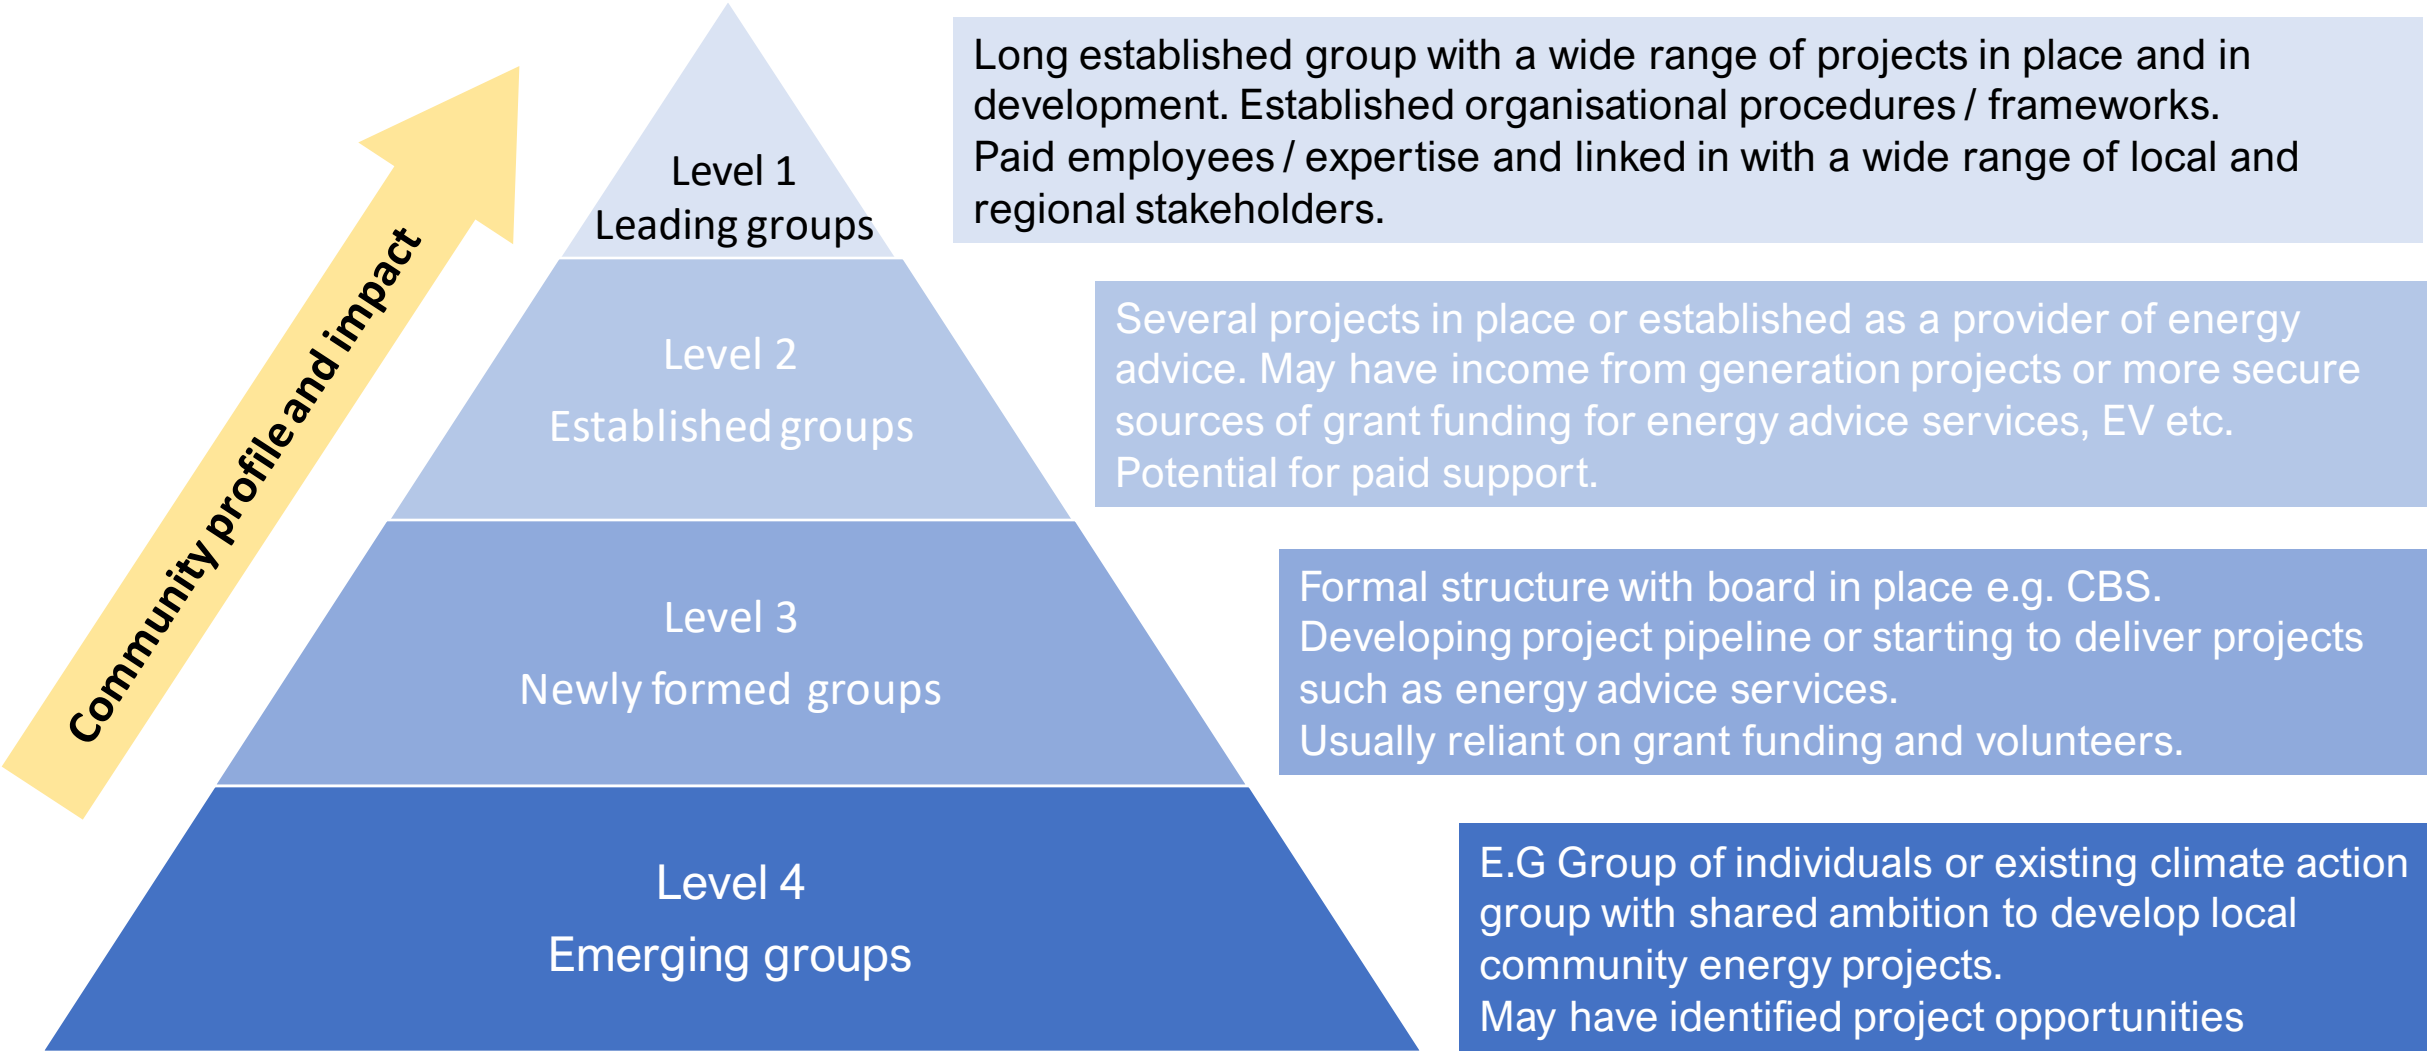 Community profile and impact
Level 1
Leading groups
Long established group with a wide range of projects in place and in
development. Established organisational procedures / frameworks.
Paid employees / expertise and linked in with a wide range of local and
regional stakeholders.
Level 2
Established groups
Several projects in place or established as a provider of energy
advice. May have income from generation projects or more secure
sources of grant funding for energy advice services, EV etc.
Potential for paid support.
Level 3
Newly formed groups
Formal structure with board in place e.g. CBS.
Developing project pipeline or starting to deliver projects
such as energy advice services.
Usually reliant on grant funding and volunteers.
Level 4
Emerging groups
E.G Group of individuals or existing climate action
group with shared ambition to develop local
community energy projects.
May have identified project opportunities